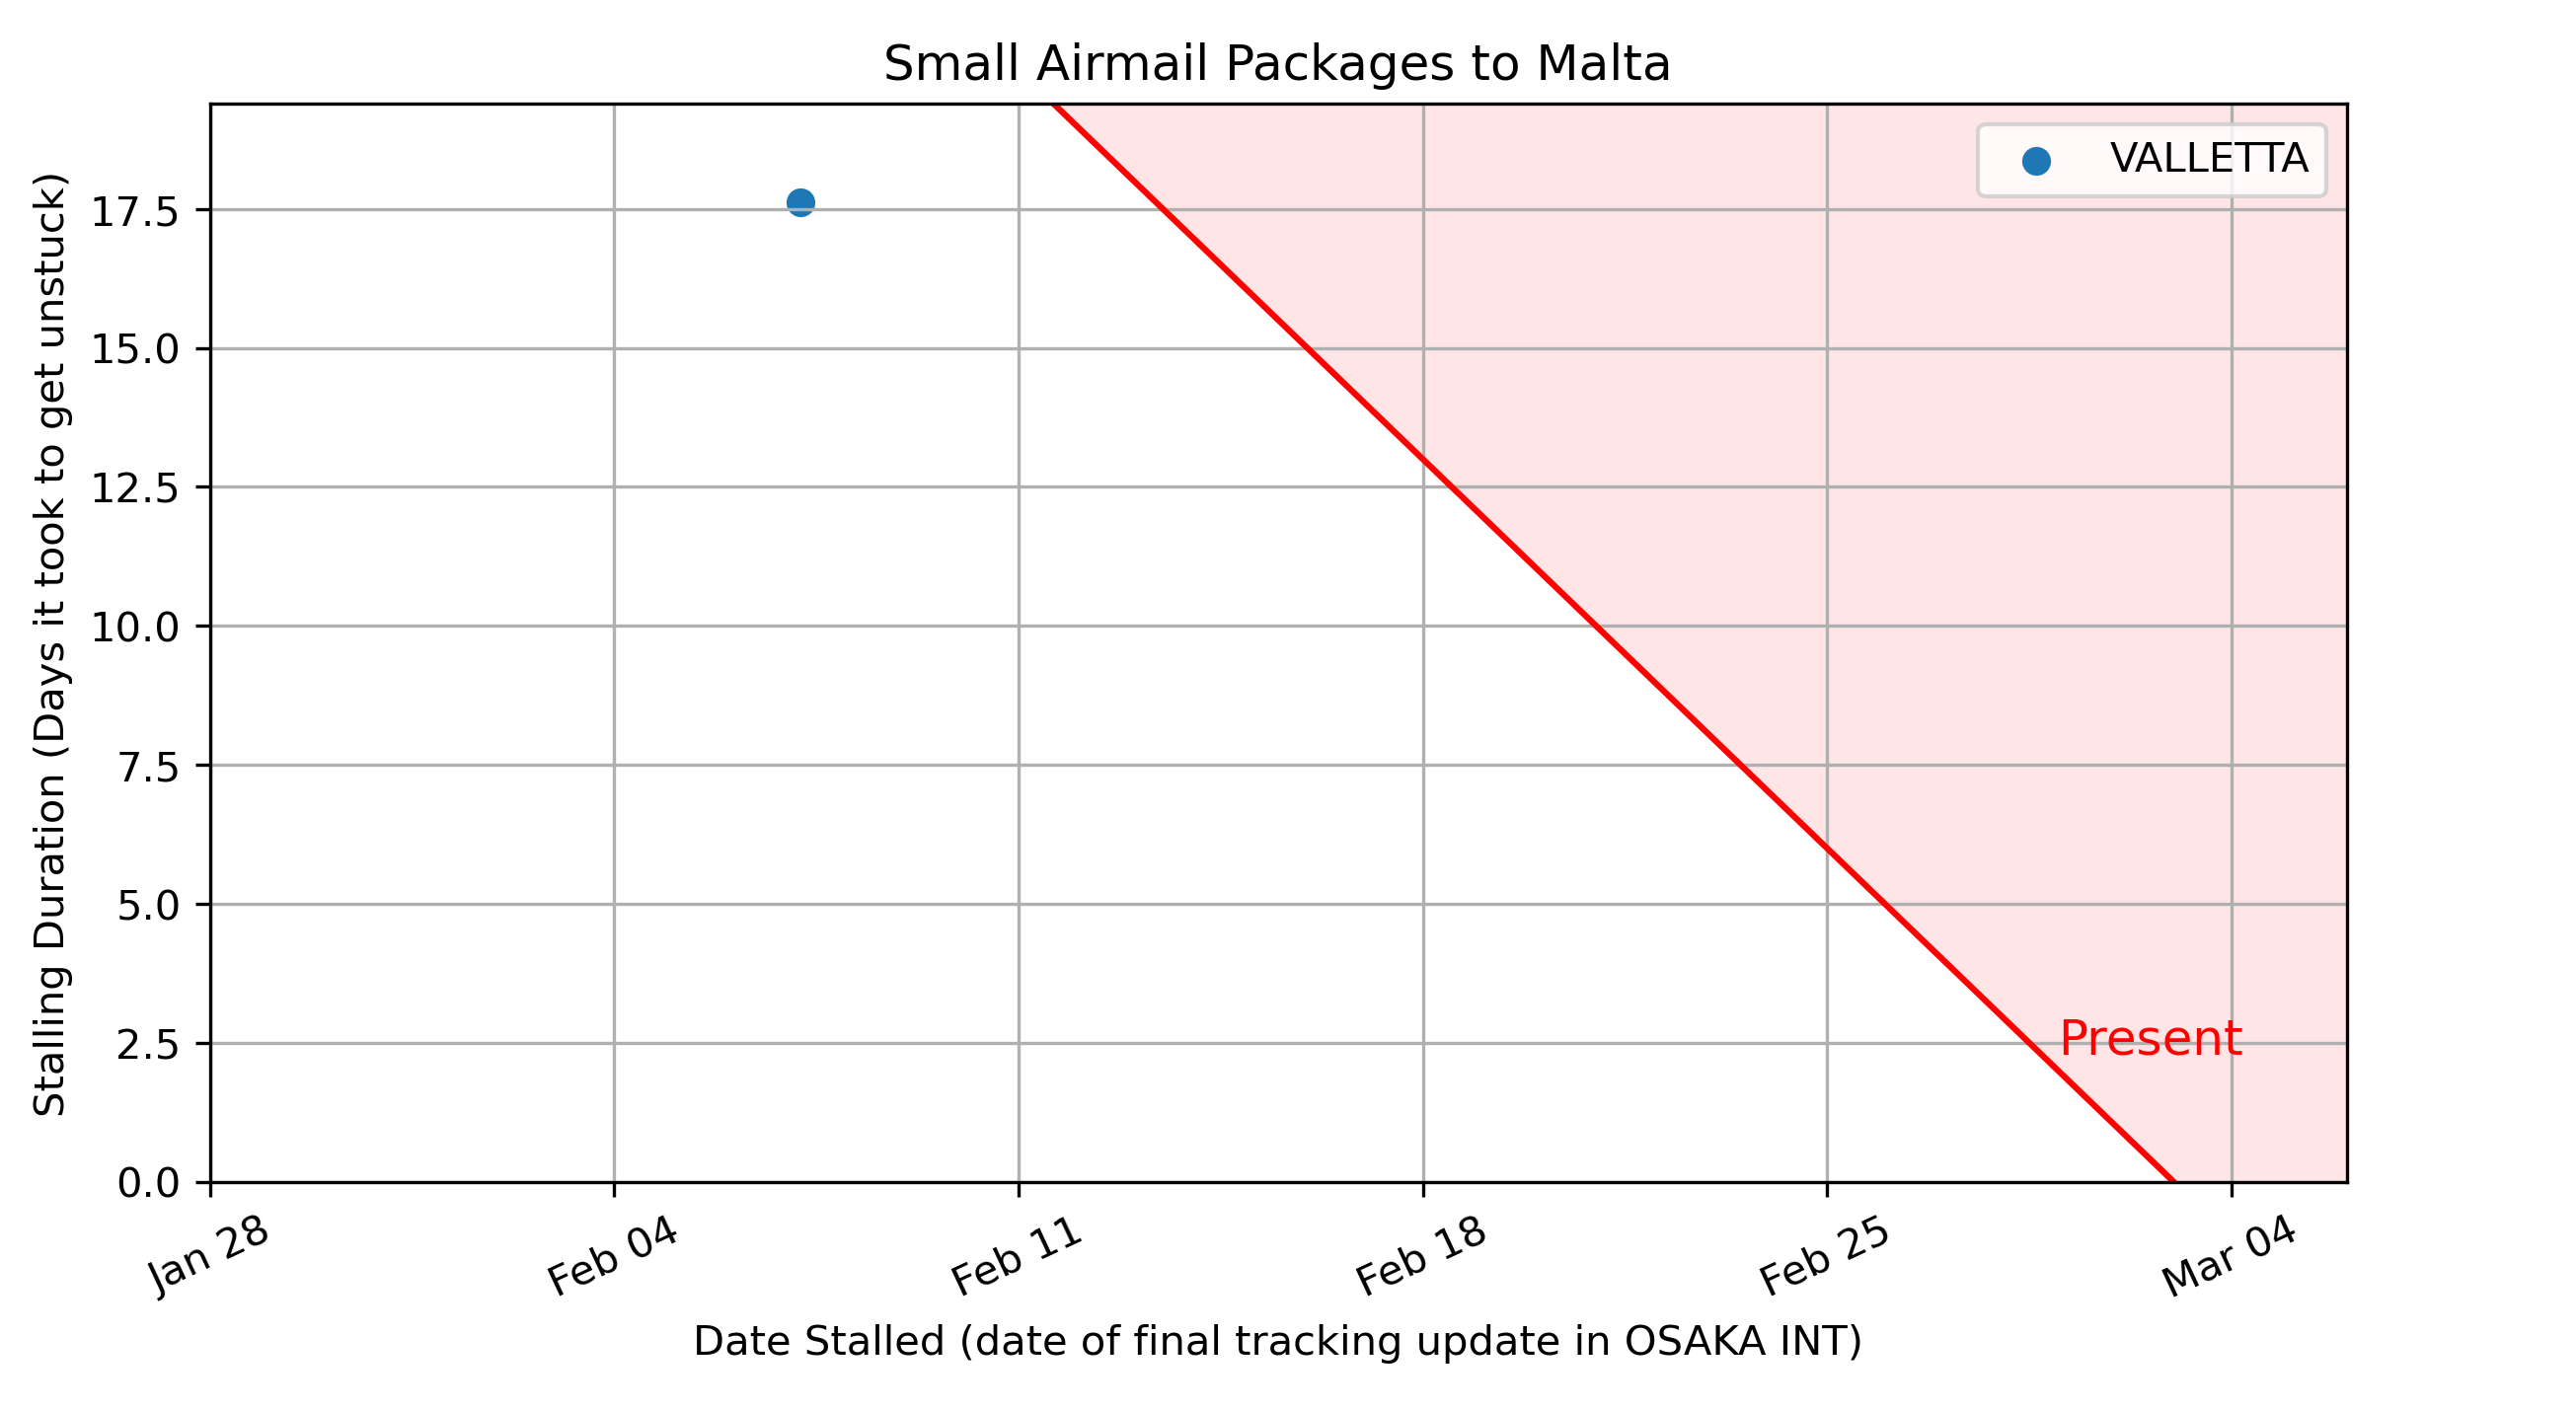 Small Airmail Packages to Malta
VALLETTA
Stalling Duration (Days it took to get unstuck)
17.5
15.0
12.5
10.0
7.5
5.0
2.5
0.0
Present
Jan 28
Feb 04
Feb 11
Feb 18
Feb 25
Mar 04
Date Stalled (date of final tracking update in OSAKA INT)